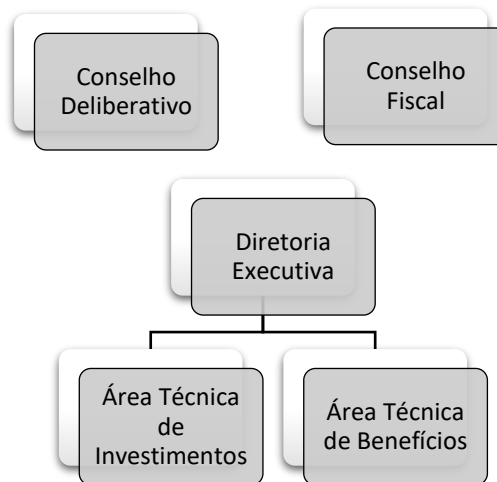 Conselho
Deliberativo
Conselho
Fiscal
Diretoria
Executiva
Área Técnica
de
Investimentos
Área Técnica
de Benefícios